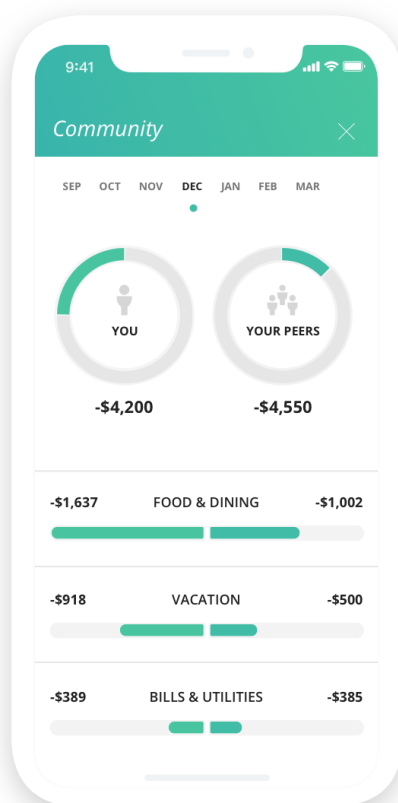 9:41
Community
SEP OCT NOV DEC JAN FEB MAR
YOU YOUR PEERS
-$4,200 -$4,550
-$1,637 FOOD & DINING -$1,002
-$918 VACATION -$500
-$389 BILLS & UTILITIES -$385